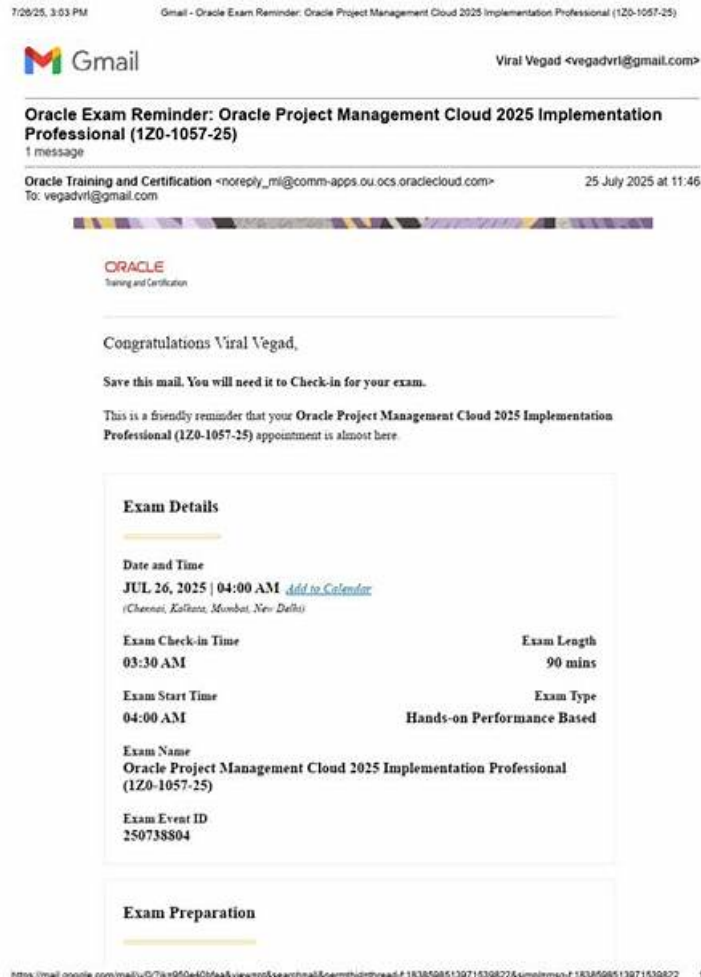 7/26/25, 3:03 PM Gmail - Oracle Exam Reminder: Oracle Project Management Cloud 2025 Implementation Professional (1Z0-1057-25)
Gmail
Viral Vegad <vegadvrl@gmail.com>
Oracle Exam Reminder: Oracle Project Management Cloud 2025 Implementation
Professional (1Z0-1057-25)
1 message
Oracle Training and Certification <noreply_ml@comm-apps.ou.ocs.oraclecloud.com> 25 July 2025 at 11:46
To: vegadvrl@gmail.com
ORACLE
Training and Certification
Congratulations Viral Vegad,
Save this mail. You will need it to Check-in for your exam.
This is a friendly reminder that your Oracle Project Management Cloud 2025 Implementation
Professional (1Z0-1057-25) appointment is almost here.
Exam Details
Date and Time
JUL 26, 2025 | 04:00 AM Add to Calendar
(Chennai, Kolkata, Mumbai, New Delhi)
Exam Check-in Time Exam Length
03:30 AM 90 mins
Exam Start Time Exam Type
04:00 AM Hands-on Performance Based
Exam Name
Oracle Project Management Cloud 2025 Implementation Professional
(1Z0-1057-25)
Exam Event ID
250738804
Exam Preparation